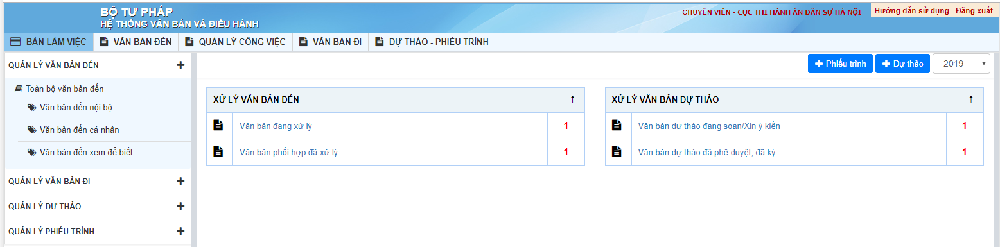 BỘ TƯ PHÁP
HỆ THỐNG VĂN BẢN VÀ ĐIỀU HÀNH
CHUYÊN VIÊN - CỤC THI HÀNH ÁN DÂN SỰ HÀ NỘI
Hướng dẫn sử dụng Đăng xuất
BÀN LÀM VIỆC VĂN BẢN ĐẾN QUẢN LÝ CÔNG VIỆC VĂN BẢN ĐI DỰ THẢO - PHIẾU TRÌNH
QUẢN LÝ VĂN BẢN ĐẾN
Toàn bộ văn bản đến
Văn bản đến nội bộ
Văn bản đến cá nhân
Văn bản đến xem để biết
QUẢN LÝ VĂN BẢN ĐI
QUẢN LÝ DỰ THẢO
QUẢN LÝ PHIẾU TRÌNH
Phiếu trình Dự thảo 2019
XỬ LÝ VĂN BẢN ĐẾN
Văn bản đang xử lý 1
Văn bản phối hợp đã xử lý 1
XỬ LÝ VĂN BẢN DỰ THẢO
Văn bản dự thảo đang soạn/Xin ý kiến 1
Văn bản dự thảo đã phê duyệt, đã ký 1